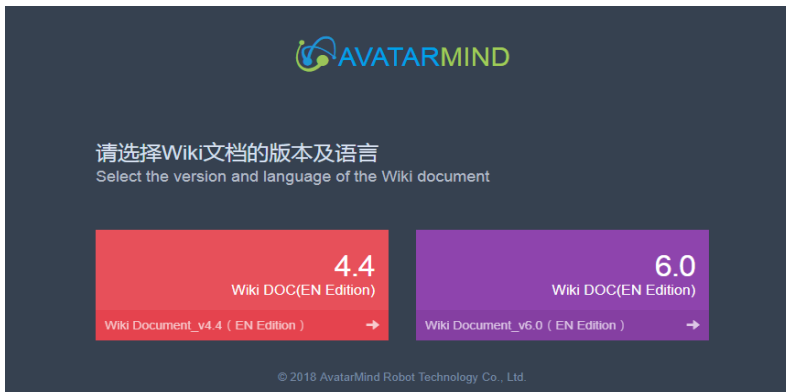 AVATARMIND
请选择Wiki文档的版本及语言
Select the version and language of the Wiki document
4.4
Wiki DOC(EN Edition)
Wiki Document_v4.4 ( EN Edition )
6.0
Wiki DOC(EN Edition)
Wiki Document_v6.0 ( EN Edition )
© 2018 AvatarMind Robot Technology Co., Ltd.